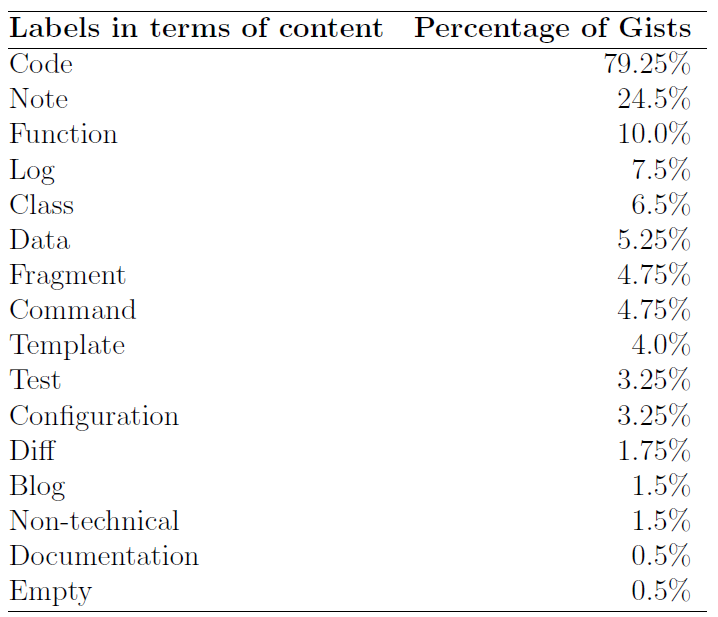 Labels in terms of content Percentage of Gists
Code 79.25%
Note 24.5%
Function 10.0%
Log 7.5%
Class 6.5%
Data 5.25%
Fragment 4.75%
Command 4.75%
Template 4.0%
Test 3.25%
Configuration 3.25%
Diff 1.75%
Blog 1.5%
Non-technical 1.5%
Documentation 0.5%
Empty 0.5%